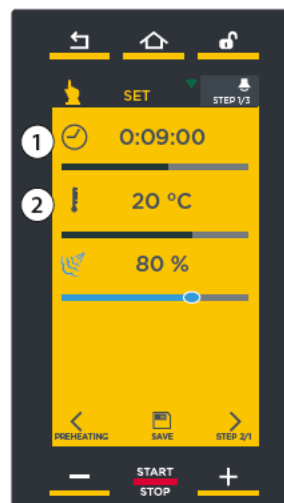 SET
STEP 1/3
1
0:09:00
2
20 °C
80 %
PREHEATING
SAVE
STEP 2/1
START
STOP